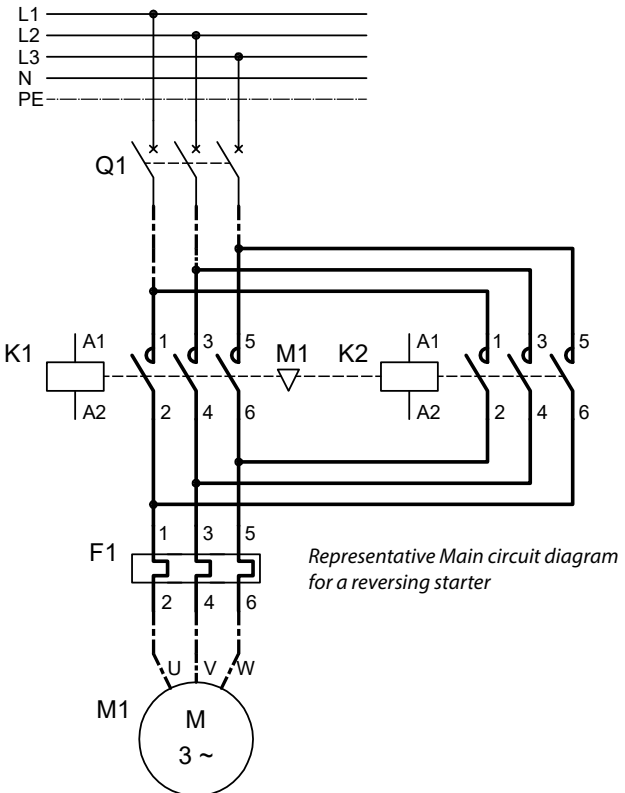 L1
L2
L3
N
PE
Q1
K1 A1 1 3 5 M1 K2 A1 1 3 5
A2 2 4 6 A2 2 4 6
1 3 5
F1
Representative Main circuit diagram
for a reversing starter
2 4 6
U V W
M1 M
3 ~